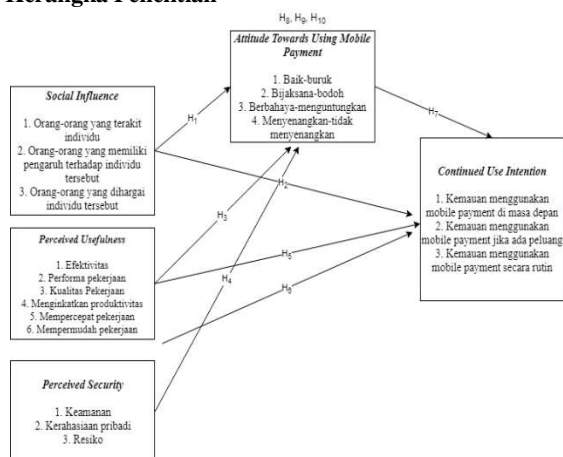 Kerangka Penelitian
H8, H9, H10
Attitude Towards Using Mobile
Payment
1. Baik-buruk
2. Bijaksana-bodoh
3. Berbahaya-menguntungkan
4. Menyenangkan-tidak
menyenangkan
Social Influence
1. Orang-orang yang terakit
individu
2. Orang-orang yang memiliki
pengaruh terhadap individu
tersebut
3. Orang-orang yang dihargai
individu tersebut
H1
H7
H2
Continued Use Intention
1. Kemauan menggunakan
mobile payment di masa depan
2. Kemauan menggunakan
mobile payment jika ada peluang
3. Kemauan menggunakan
mobile payment secara rutin
H3
Perceived Usefulness
1. Efektivitas
2. Performa pekerjaan
3. Kualitas Pekerjaan
4. Menginkatkan produktivitas
5. Mempercepat pekerjaan
6. Mempermudah pekerjaan
H5
H4
H6
Perceived Security
1. Keamanan
2. Kerahasiaan pribadi
3. Resiko